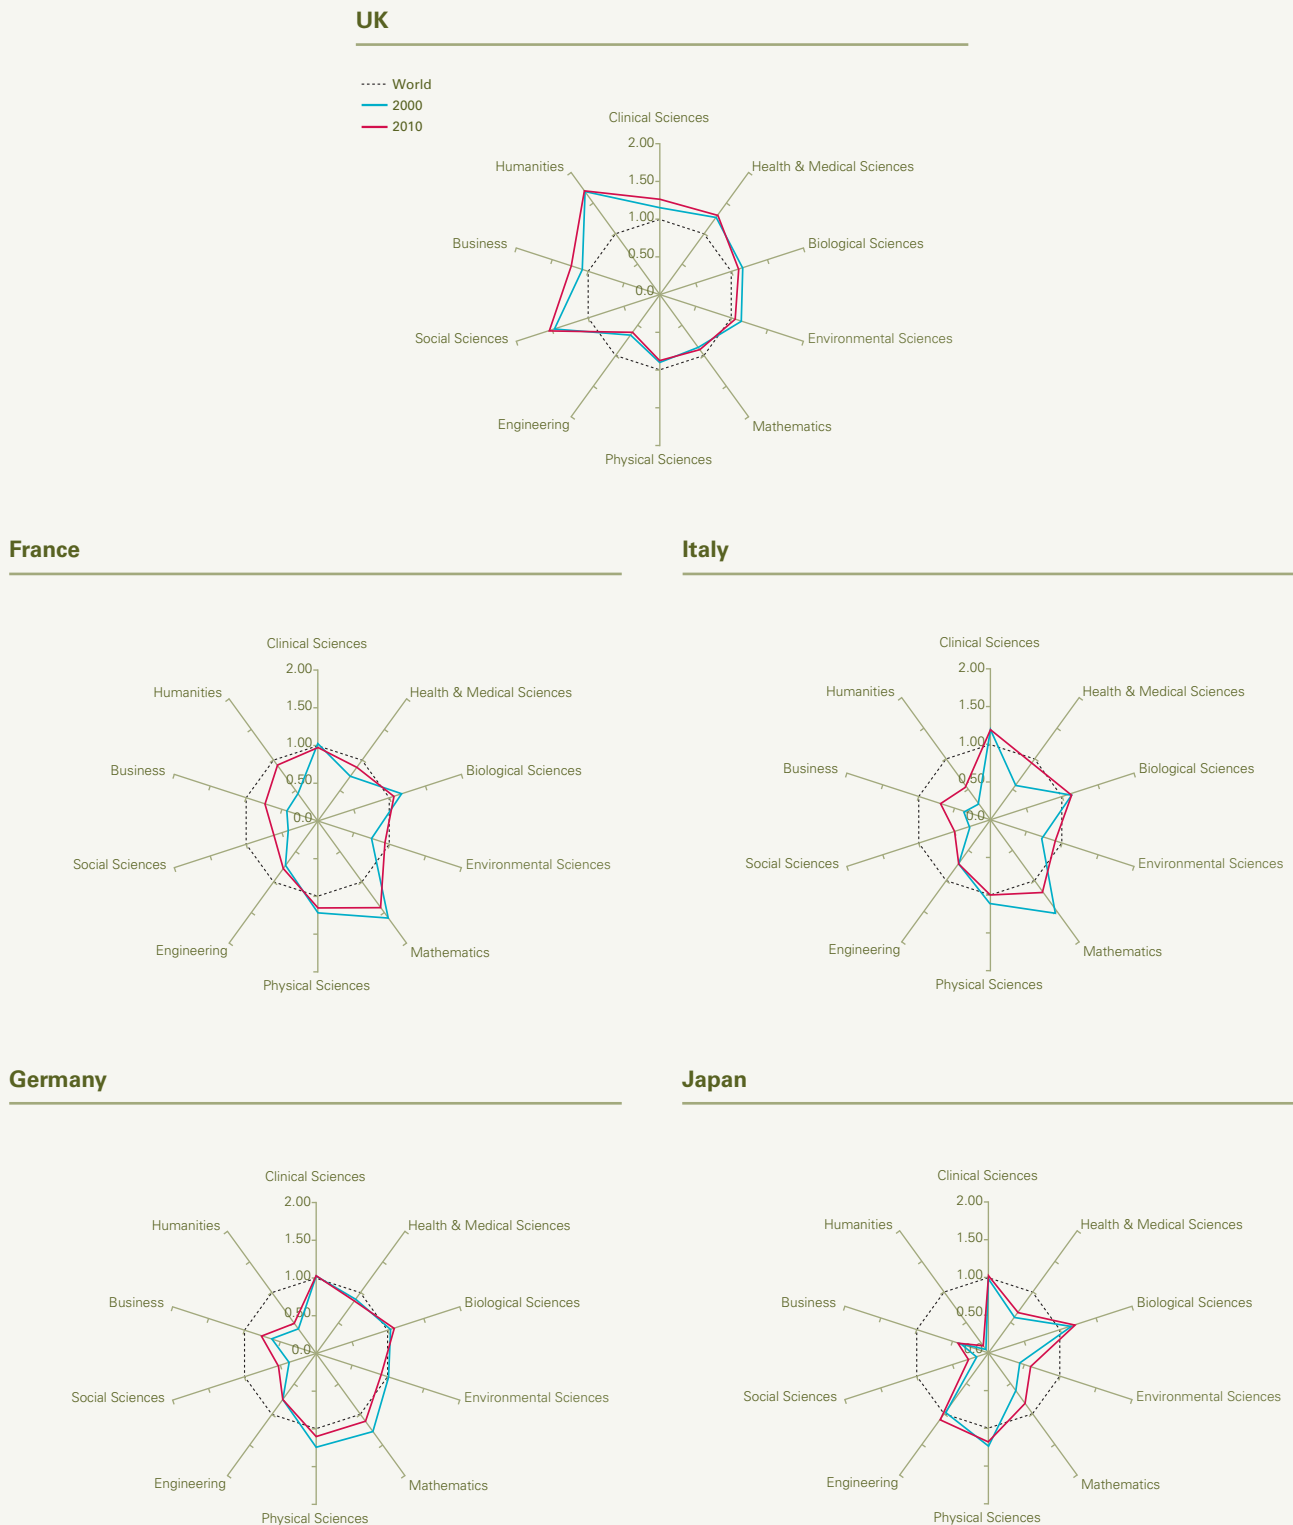 UK
World
2000
2010
Clinical Sciences
2.00
Humanities
Health & Medical Sciences
1.50
1.00
Business
Biological Sciences
0.50
0.0
Social Sciences
Environmental Sciences
Engineering
Mathematics
Physical Sciences
France
Clinical Sciences
2.00
Humanities
Health & Medical Sciences
1.50
1.00
Business
Biological Sciences
0.50
0.0
Social Sciences
Environmental Sciences
Engineering
Mathematics
Physical Sciences
Italy
Clinical Sciences
2.00
Humanities
Health & Medical Sciences
1.50
1.00
Business
Biological Sciences
0.50
0.0
Social Sciences
Environmental Sciences
Engineering
Mathematics
Physical Sciences
Germany
Clinical Sciences
2.00
Humanities
Health & Medical Sciences
1.50
1.00
Business
Biological Sciences
0.50
0.0
Social Sciences
Environmental Sciences
Engineering
Mathematics
Physical Sciences
Japan
Clinical Sciences
2.00
Humanities
Health & Medical Sciences
1.50
1.00
Business
Biological Sciences
0.50
0.0
Social Sciences
Environmental Sciences
Engineering
Mathematics
Physical Sciences